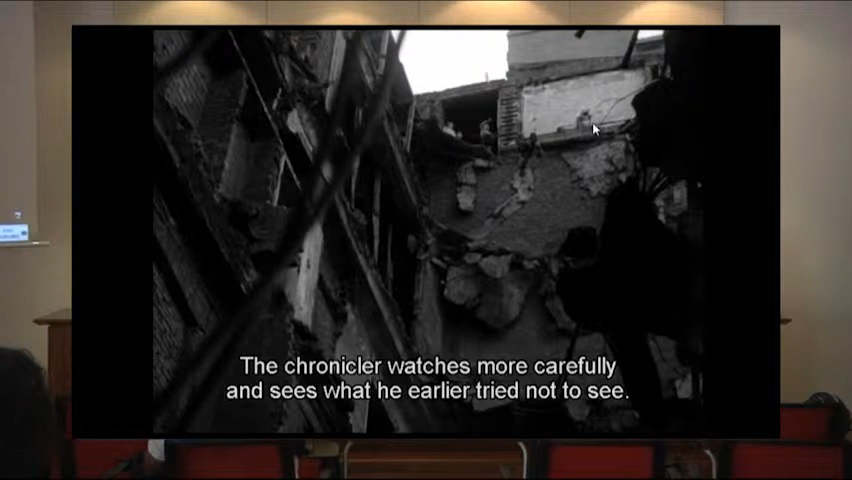 The chronicler watches more carefully
and sees what he earlier tried not to see.